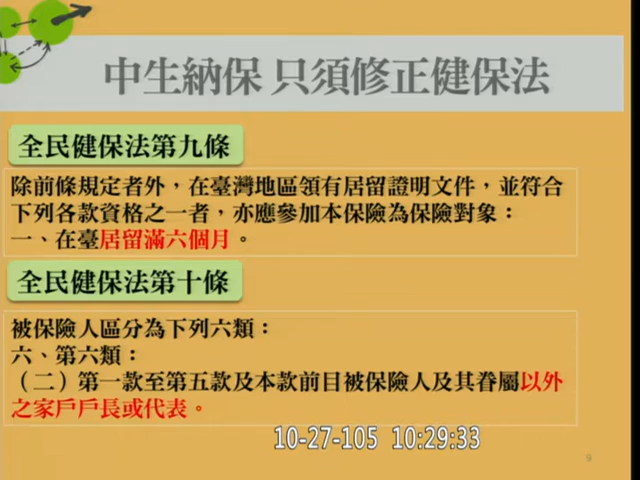 中生納保 只須修正健保法
全民健保法第九條
除前條規定者外，在臺灣地區領有居留證明文件，並符合
下列各款資格之一者，亦應參加本保險為保險對象：
一、在臺居留滿六個月。
全民健保法第十條
被保險人區分為下列六類：
六、第六類：
（二）第一款至第五款及本款前目被保險人及其眷屬以外
之家戶戶長或代表。
10-27-105 10:29:33
9